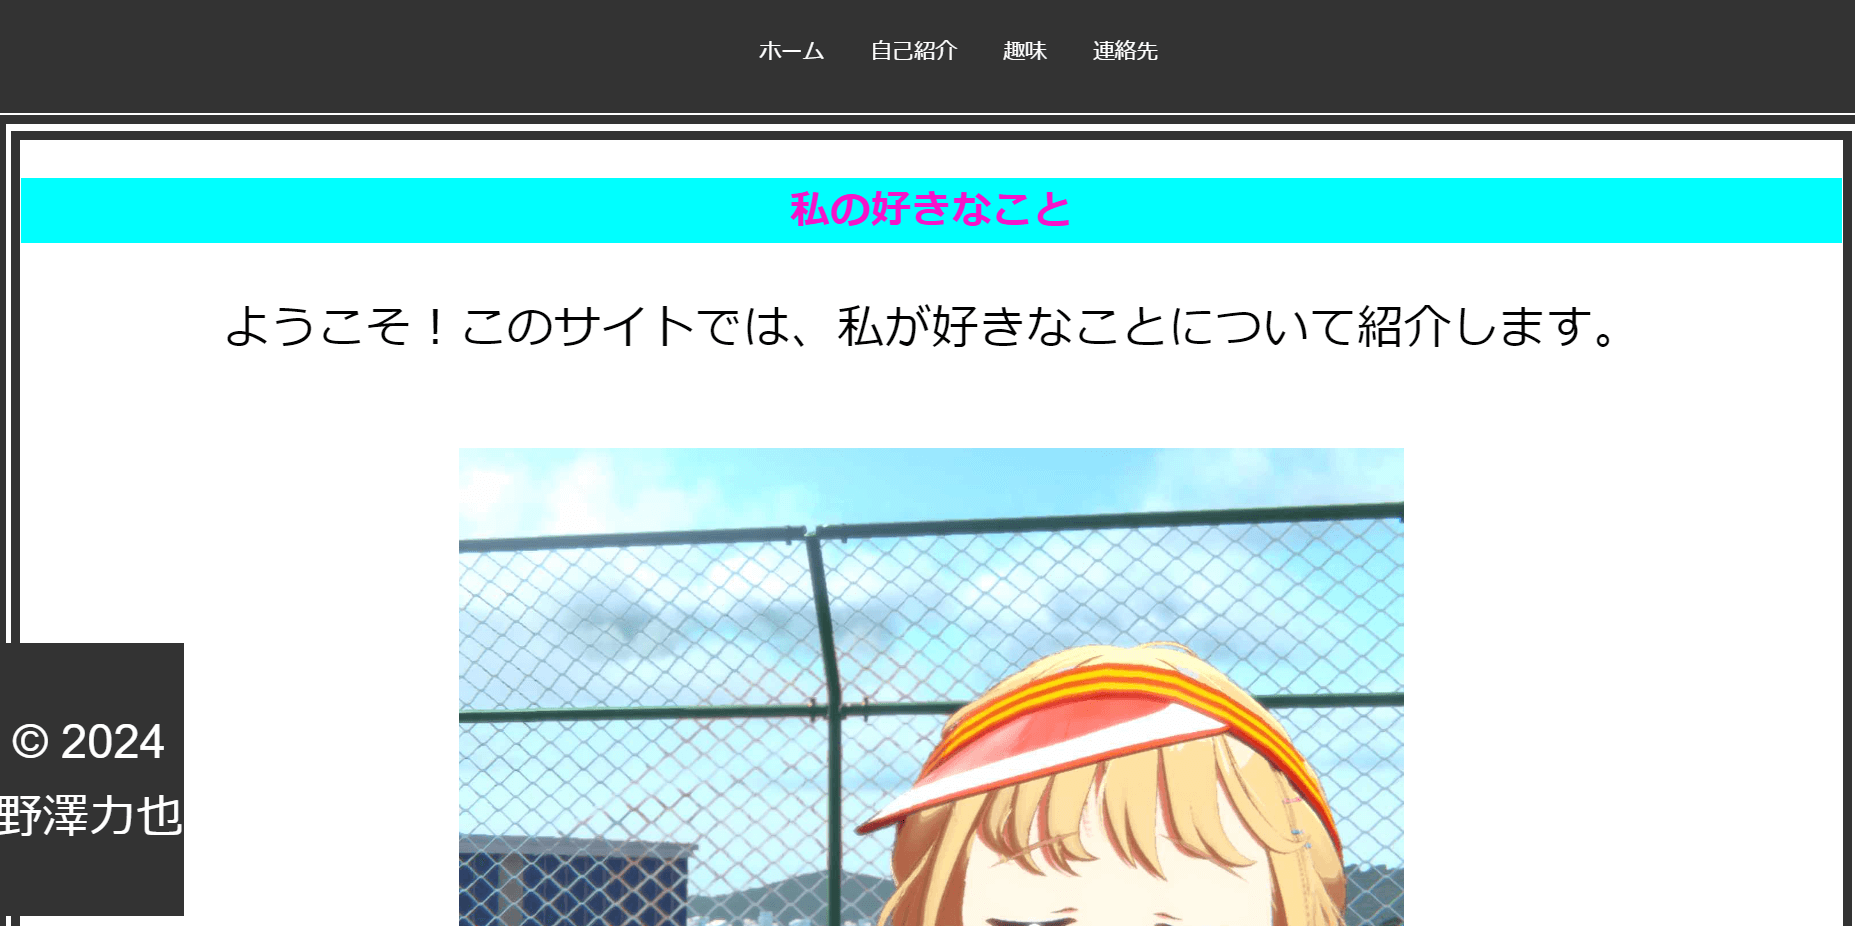 ホーム 自己紹介 趣味 連絡先
私の好きなこと
ようこそ！このサイトでは、私が好きなことについて紹介します。
© 2024
野澤力也